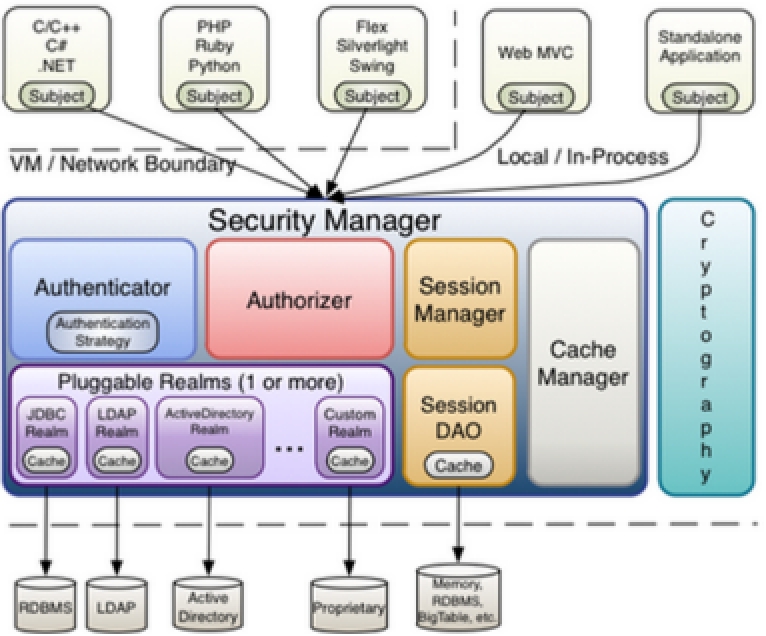 C/C++
C#
.NET
Subject
PHP
Ruby
Python
Subject
Flex
Silverlight
Swing
Subject
Web MVC
Subject
Standalone
Application
Subject
VM / Network Boundary
Local / In-Process
Security Manager
Authenticator
Authentication
Strategy
Authorizer
Session
Manager
Cache
Manager
Cryptography
Pluggable Realms (1 or more)
JDBC
Realm
Cache
LDAP
Realm
Cache
ActiveDirectory
Realm
Cache
...
Custom
Realm
Cache
Session
DAO
Cache
RDBMS
LDAP
Active
Directory
Proprietary
Memory,
RDBMS,
BigTable, etc.